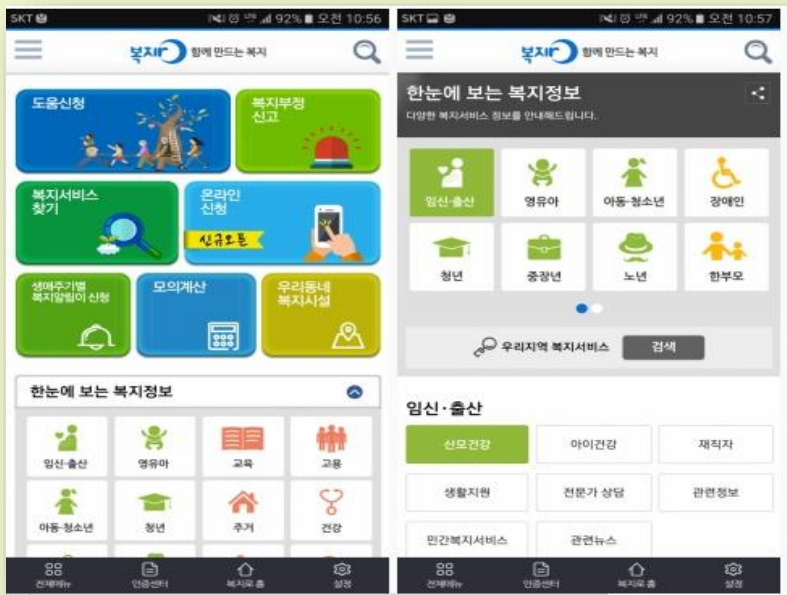 SKT 92% 오전 10:56
복지로 함께 만드는 복지
도움신청
복지부정
신고
복지서비스
찾기
온라인
신청
신규오픈
생애주기별
복지알림이 신청
모의계산
우리동네
복지시설
한눈에 보는 복지정보
임신·출산 영유아 교육 고용
아동·청소년 청년 주거 건강
전체메뉴 인증센터 복지로 홈 설정
SKT 92% 오전 10:57
복지로 함께 만드는 복지
한눈에 보는 복지정보
다양한 복지서비스 정보를 안내해드립니다.
임신·출산 영유아 아동·청소년 장애인
청년 중장년 노년 한부모
우리지역 복지서비스 검색
임신·출산
산모건강 아이건강 재직자
생활지원 전문가 상담 관련정보
민간복지서비스 관련뉴스
전체메뉴 인증센터 복지로 홈 설정